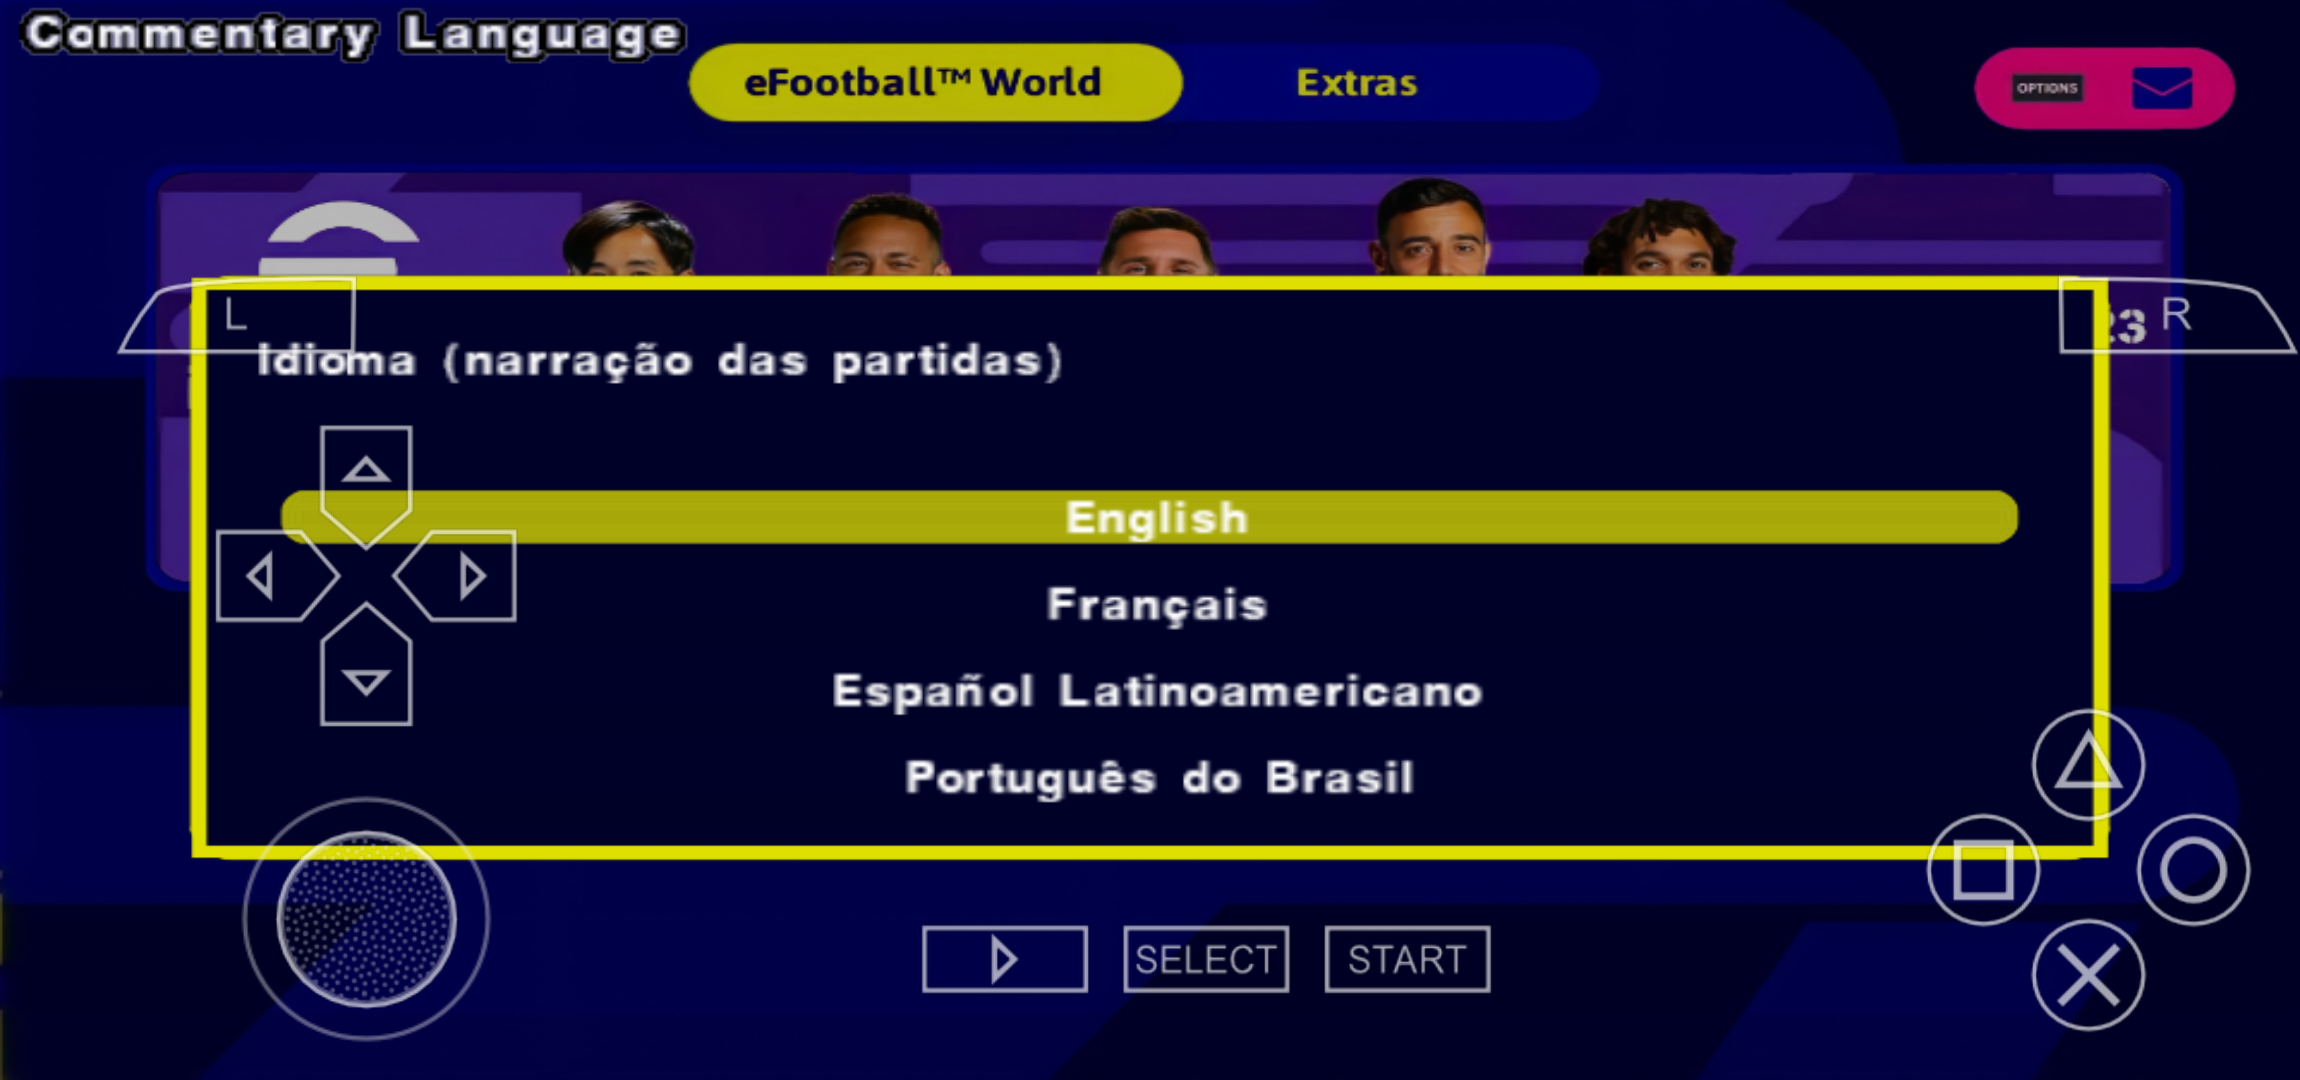 Commentary Language
eFootball™ World
Extras
OPTIONS
L
23 R
Idioma (narração das partidas)
English
Français
Español Latinoamericano
Português do Brasil
SELECT
START